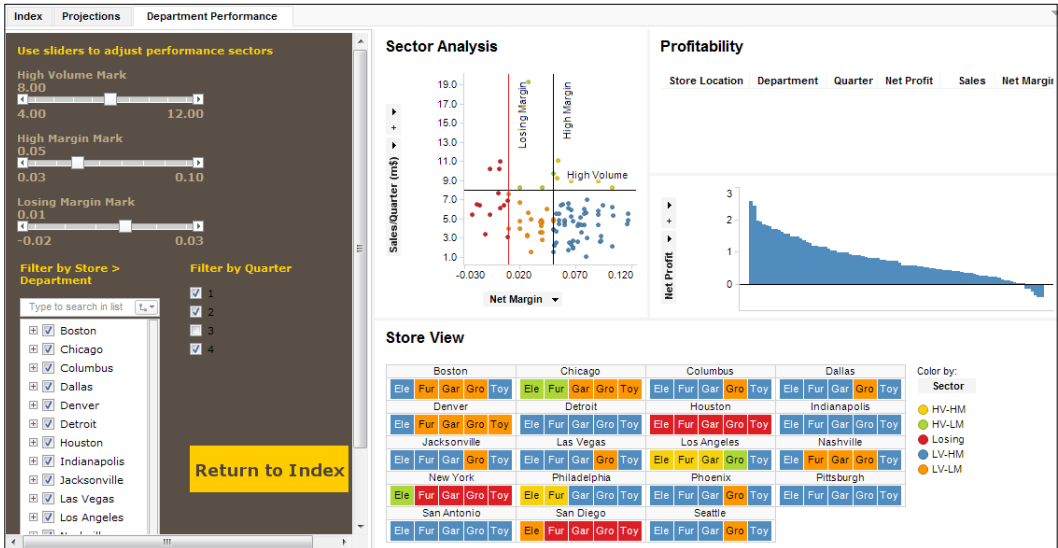 Index Projections Department Performance
Use sliders to adjust performance sectors
High Volume Mark
8.00
4.00 12.00
High Margin Mark
0.05
0.03 0.10
Losing Margin Mark
0.01
-0.02 0.03
Filter by Store >
Department
Type to search in list
Boston
Chicago
Columbus
Dallas
Denver
Detroit
Houston
Indianapolis
Jacksonville
Las Vegas
Los Angeles
Filter by Quarter
1
2
3
4
Return to Index
Sector Analysis
Sales/Quarter (m$)
19.0
17.0
15.0
13.0
11.0
9.0
7.0
5.0
3.0
1.0
Losing Margin
High Margin
High Volume
-0.030 0.020 0.070 0.120
Net Margin
Profitability
Store Location Department Quarter Net Profit Sales Net Margin
Net Profit
3
2
1
0
Store View
Boston Chicago Columbus Dallas
Ele Fur Gar Gro Toy Ele Fur Gar Gro Toy Ele Fur Gar Gro Toy Ele Fur Gar Gro Toy
Denver Detroit Houston Indianapolis
Ele Fur Gar Gro Toy Ele Fur Gar Gro Toy Ele Fur Gar Gro Toy Ele Fur Gar Gro Toy
Jacksonville Las Vegas Los Angeles Nashville
Ele Fur Gar Gro Toy Ele Fur Gar Gro Toy Ele Fur Gar Gro Toy Ele Fur Gar Gro Toy
New York Philadelphia Phoenix Pittsburgh
Ele Fur Gar Gro Toy Ele Fur Gar Gro Toy Ele Fur Gar Gro Toy Ele Fur Gar Gro Toy
San Antonio San Diego Seattle
Ele Fur Gar Gro Toy Ele Fur Gar Gro Toy Ele Fur Gar Gro Toy
Color by:
Sector
HV-HM
HV-LM
Losing
LV-HM
LV-LM